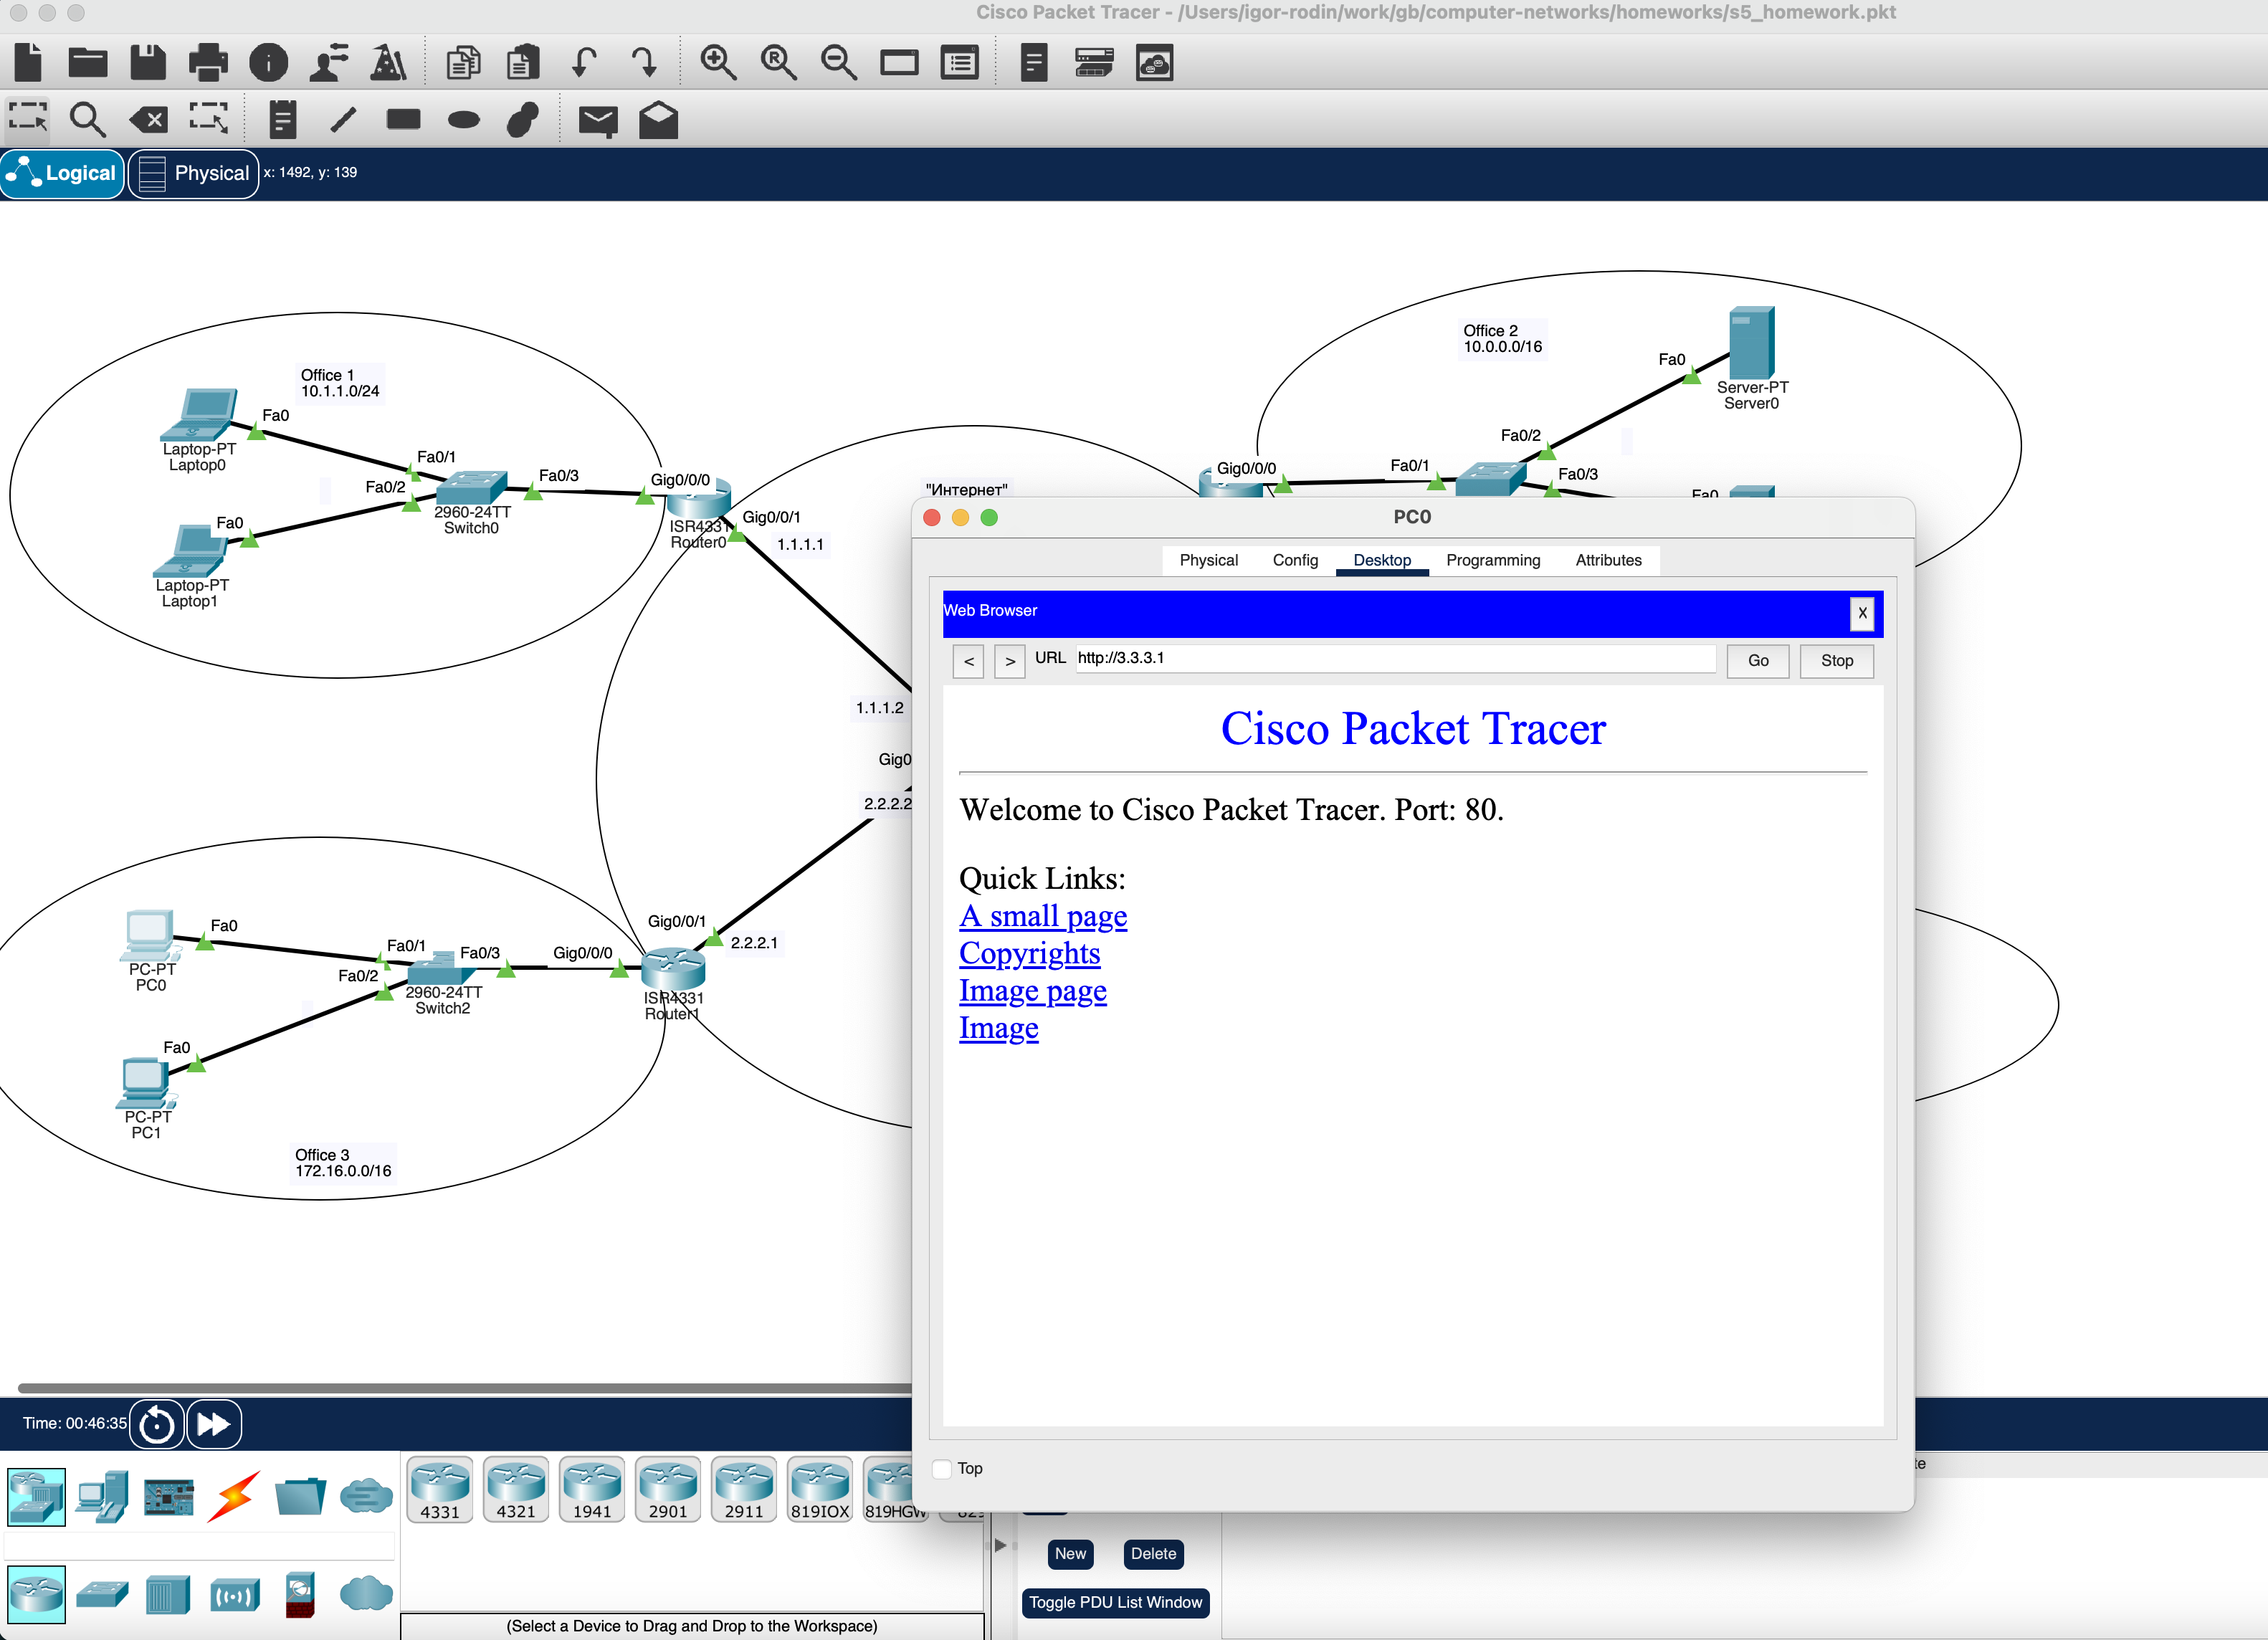 Cisco Packet Tracer - /Users/igor-rodin/work/gb/computer-networks/homeworks/s5_homework.pkt
Logical
Physical
x: 1492, y: 139
Office 1
10.1.1.0/24
Fa0
Laptop-PT
Laptop0
Fa0/1
Fa0/2
Fa0/3
Gig0/0/0
Fa0
2960-24TT
Switch0
Laptop-PT
Laptop1
ISR4331
Router0
Gig0/0/1
1.1.1.1
"Интернет"
Office 2
10.0.0.0/16
Fa0
Server-PT
Server0
Fa0/2
Gig0/0/0
Fa0/1
Fa0/3
Fa0
1.1.1.2
Gig0
2.2.2.2
Fa0
PC-PT
PC0
Fa0/1
Fa0/2
Fa0/3
Gig0/0/0
Gig0/0/1
2.2.2.1
2960-24TT
Switch2
ISR4331
Router1
Fa0
PC-PT
PC1
Office 3
172.16.0.0/16
PC0
Physical
Config
Desktop
Programming
Attributes
Web Browser
X
<
>
URL
http://3.3.3.1
Go
Stop
Cisco Packet Tracer
Welcome to Cisco Packet Tracer. Port: 80.
Quick Links:
A small page
Copyrights
Image page
Image
Top
Time: 00:46:35
4331
4321
1941
2901
2911
819IOX
819HGW
New
Delete
Toggle PDU List Window
(Select a Device to Drag and Drop to the Workspace)